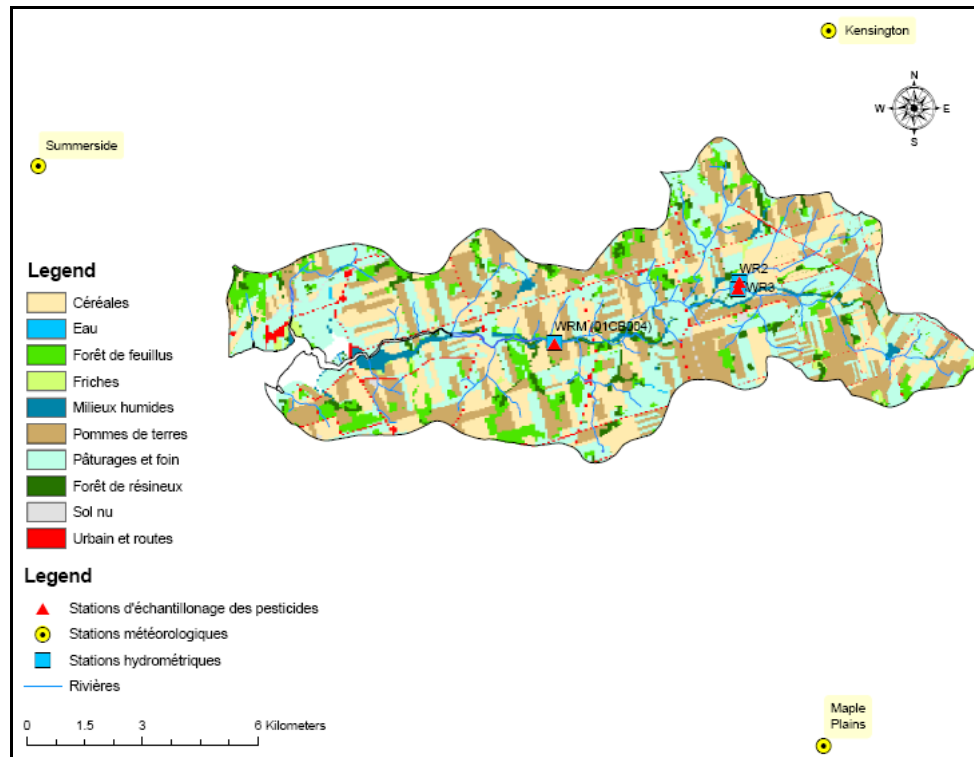 Kensington
N
W
E
S
Summerside
WR2
WR3
WRM (01CB004)
Legend
Céréales
Eau
Forêt de feuillus
Friches
Milieux humides
Pommes de terres
Pâturages et foin
Forêt de résineux
Sol nu
Urbain et routes
Legend
Stations d'échantillonage des pesticides
Stations météorologiques
Stations hydrométriques
Rivières
0 1.5 3 6 Kilometers
Maple
Plains